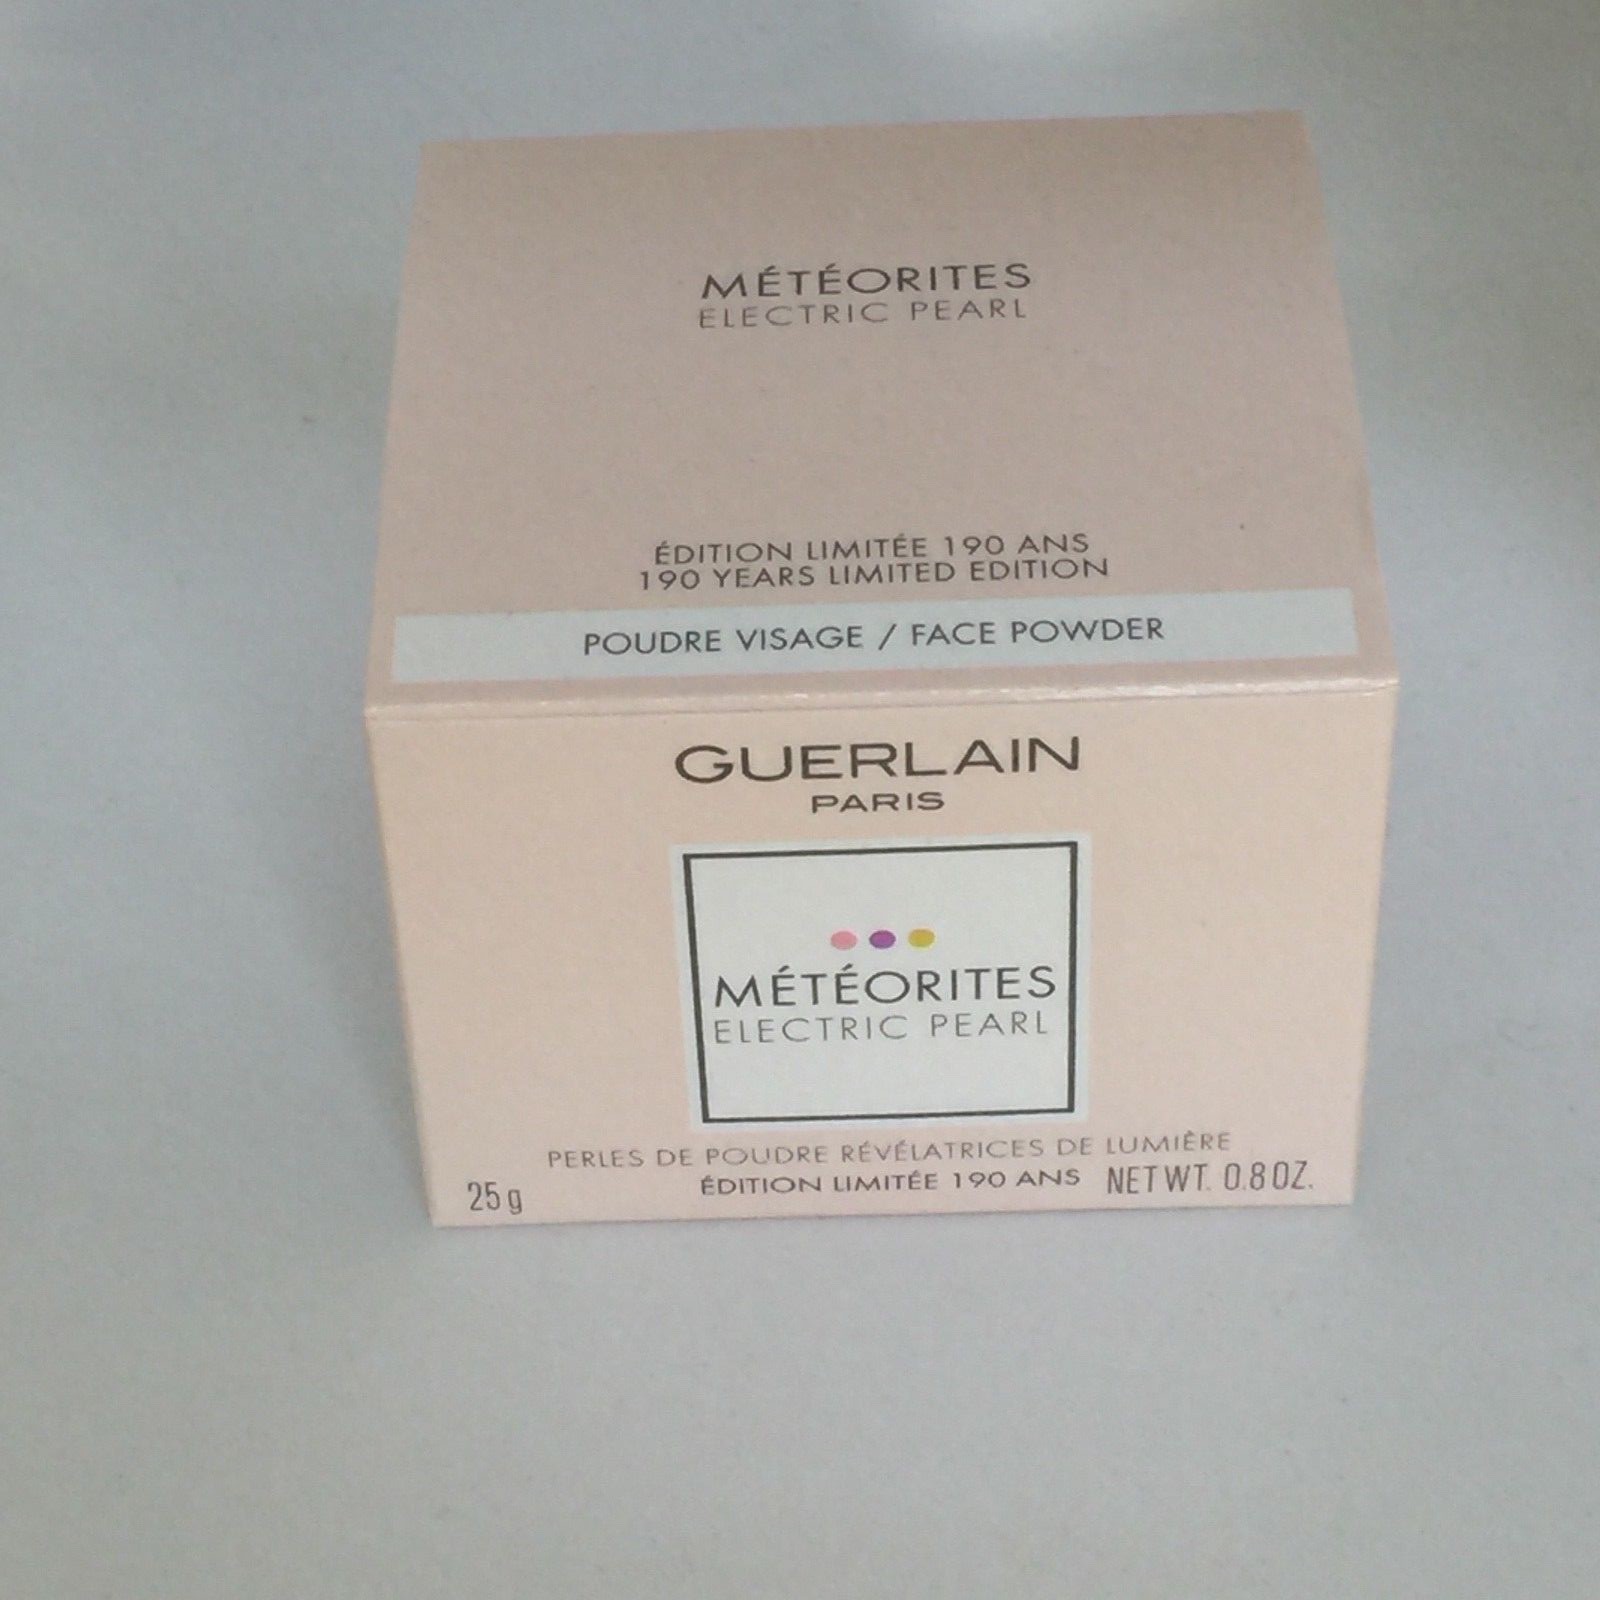 MÉTÉORITES
ELECTRIC PEARL
ÉDITION LIMITÉE 190 ANS
190 YEARS LIMITED EDITION
POUDRE VISAGE / FACE POWDER
GUERLAIN
PARIS
MÉTÉORITES
ELECTRIC PEARL
PERLES DE POUDRE RÉVÉLATRICES DE LUMIÈRE
ÉDITION LIMITÉE 190 ANS
25 g
NET WT. 0.8 OZ.